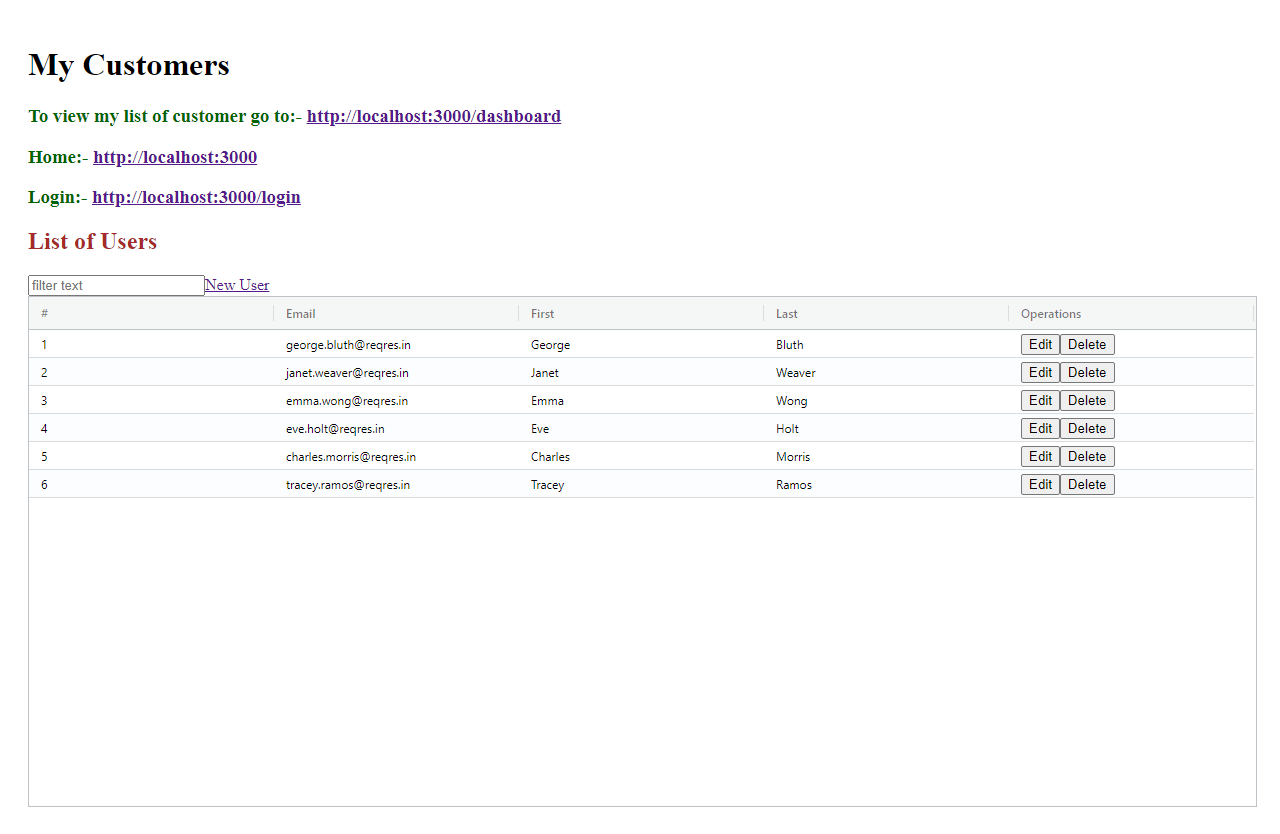 My Customers
To view my list of customer go to:- http://localhost:3000/dashboard
Home:- http://localhost:3000
Login:- http://localhost:3000/login
List of Users
filter text New User
# Email First Last Operations
1 george.bluth@reqres.in George Bluth Edit Delete
2 janet.weaver@reqres.in Janet Weaver Edit Delete
3 emma.wong@reqres.in Emma Wong Edit Delete
4 eve.holt@reqres.in Eve Holt Edit Delete
5 charles.morris@reqres.in Charles Morris Edit Delete
6 tracey.ramos@reqres.in Tracey Ramos Edit Delete